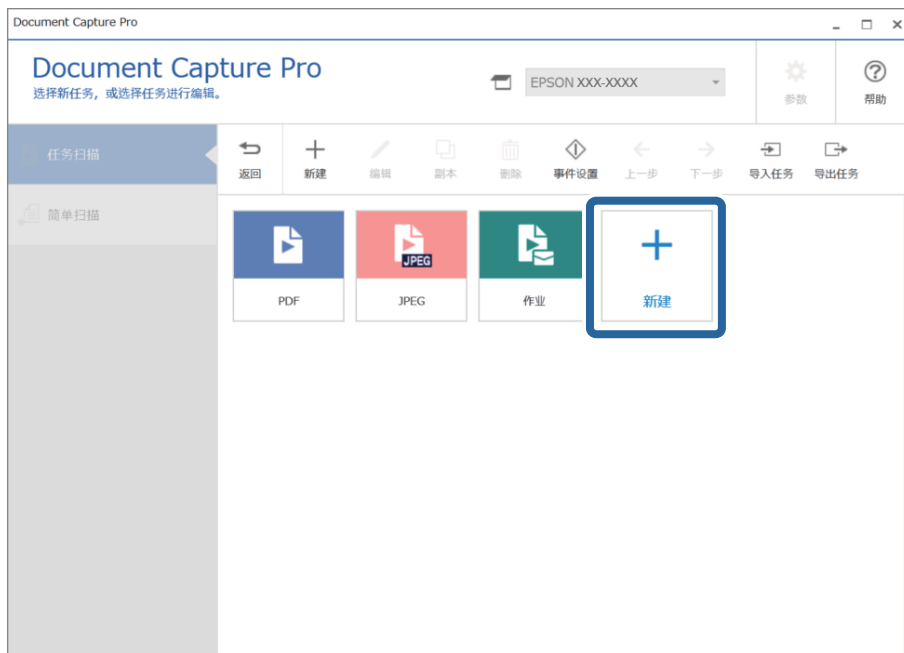 Document Capture Pro
Document Capture Pro
选择新任务，或选择任务进行编辑。
EPSON XXX-XXXX
参数
帮助
任务扫描
简单扫描
返回
新建
编辑
副本
删除
事件设置
上一步
下一步
导入任务
导出任务
PDF
JPEG
JPEG
作业
新建